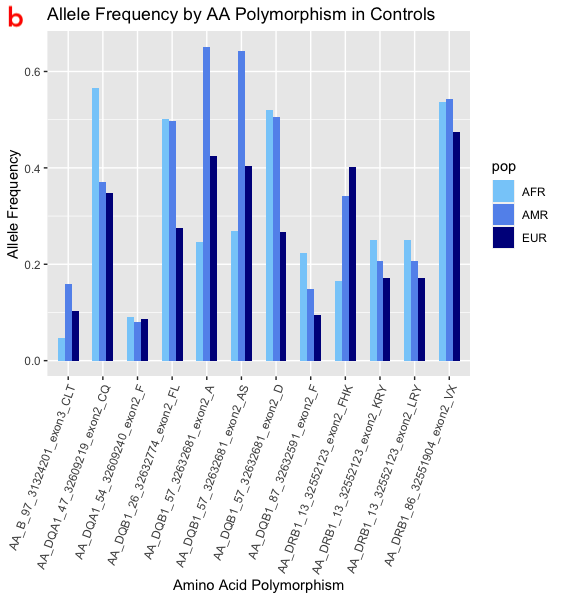 b
Allele Frequency by AA Polymorphism in Controls
Allele Frequency
0.6
0.4
0.2
0.0
pop
AFR
AMR
EUR
AA_B_97_31324201_exon3_CLT
AA_DQA1_47_32609219_exon2_CQ
AA_DQA1_54_32609240_exon2_F
AA_DQB1_26_32632774_exon2_FL
AA_DQB1_57_32632681_exon2_A
AA_DQB1_57_32632681_exon2_AS
AA_DQB1_57_32632681_exon2_D
AA_DQB1_87_32632591_exon2_F
AA_DRB1_13_32552123_exon2_FHK
AA_DRB1_13_32552123_exon2_KRY
AA_DRB1_13_32552123_exon2_LRY
AA_DRB1_86_32551904_exon2_VX
Amino Acid Polymorphism